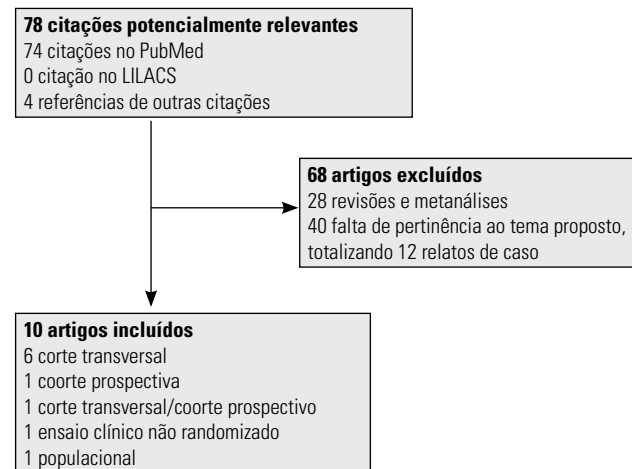 78 citações potencialmente relevantes
74 citações no PubMed
0 citação no LILACS
4 referências de outras citações
68 artigos excluídos
28 revisões e metanálises
40 falta de pertinência ao tema proposto,
totalizando 12 relatos de caso
10 artigos incluídos
6 corte transversal
1 coorte prospectiva
1 corte transversal/coorte prospectivo
1 ensaio clínico não randomizado
1 populacional